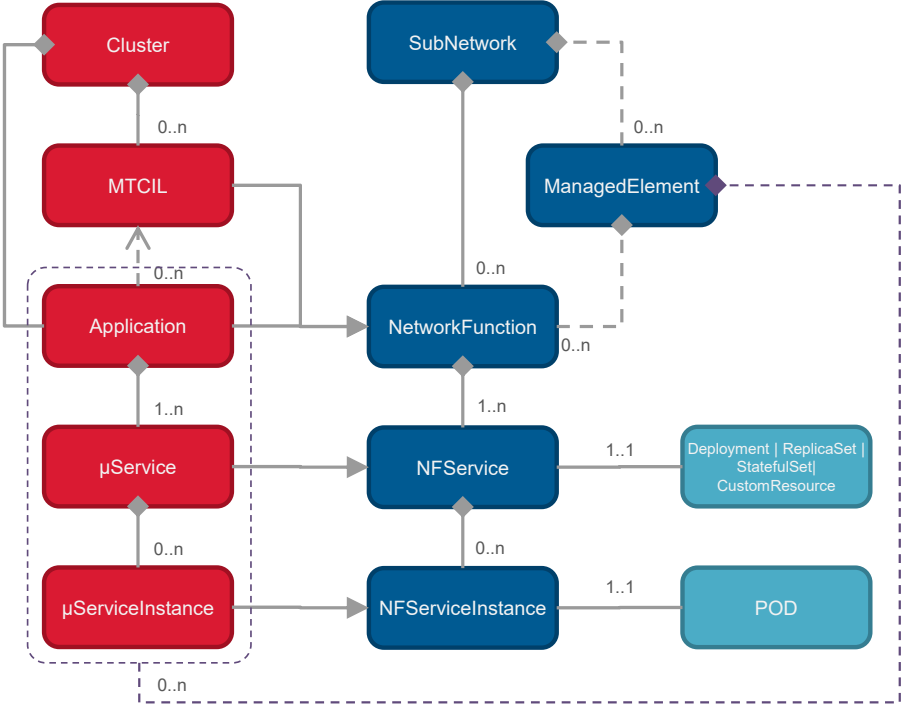 Cluster
SubNetwork
0..n
0..n
MTCIL
ManagedElement
0..n
0..n
Application
NetworkFunction
0..n
1..n
1..n
µService
NFService
1..1
Deployment | ReplicaSet |
StatefulSet|
CustomResource
0..n
0..n
µServiceInstance
NFServiceInstance
1..1
POD
0..n